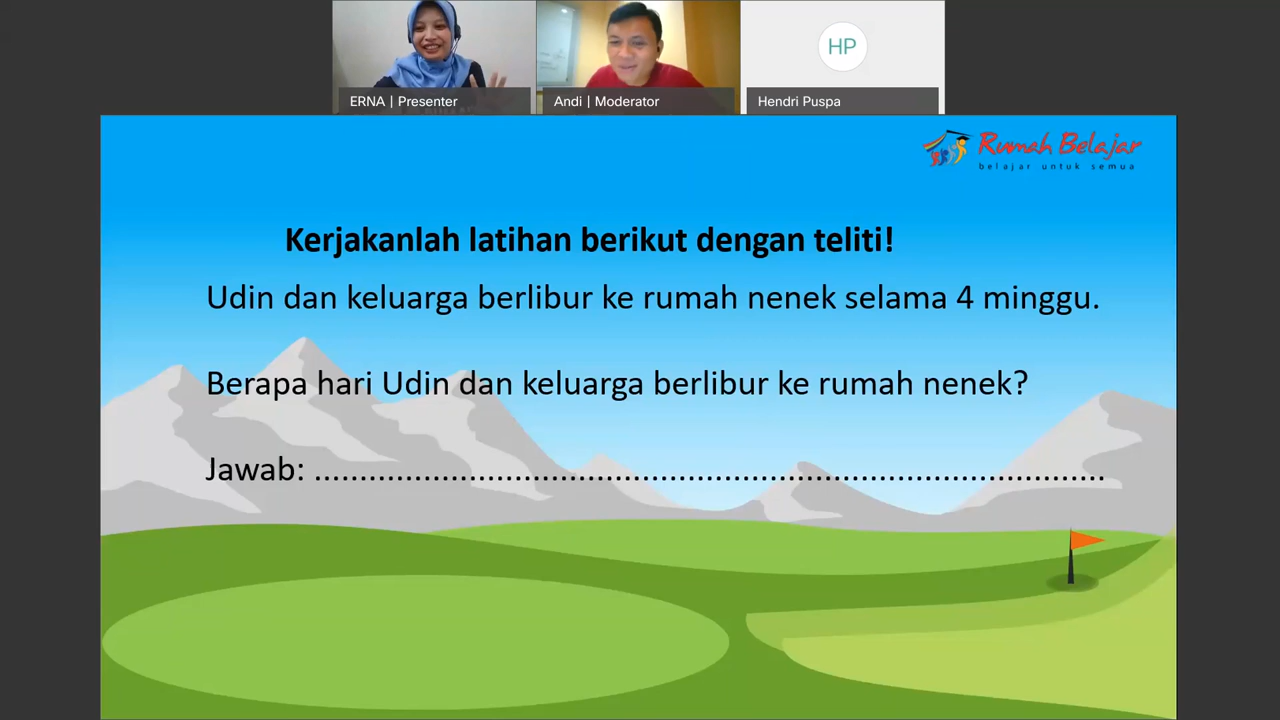 ERNA | Presenter
Andi | Moderator
HP
Hendri Puspa
Rumah Belajar
belajar untuk semua
Kerjakanlah latihan berikut dengan teliti!
Udin dan keluarga berlibur ke rumah nenek selama 4 minggu.
Berapa hari Udin dan keluarga berlibur ke rumah nenek?
Jawab: ....................................................................................